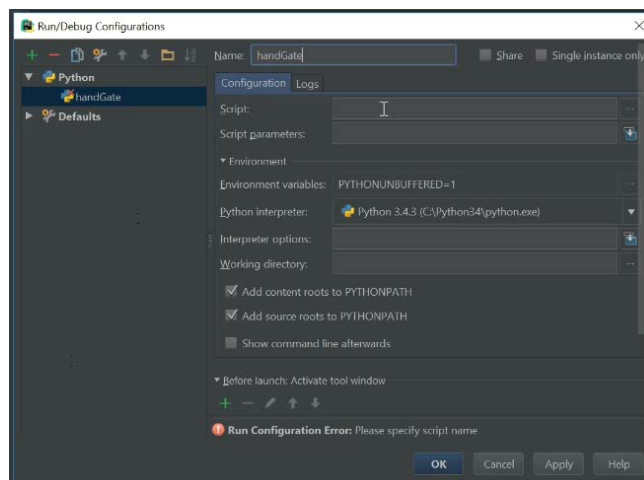 Run/Debug Configurations
Name: handGate Share Single instance only
Python
handGate
Defaults
Configuration Logs
Script:
Script parameters:
Environment
Environment variables: PYTHONUNBUFFERED=1
Python interpreter: Python 3.4.3 (C:\Python34\python.exe)
Interpreter options:
Working directory:
Add content roots to PYTHONPATH
Add source roots to PYTHONPATH
Show command line afterwards
Before launch: Activate tool window
Run Configuration Error: Please specify script name
OK Cancel Apply Help